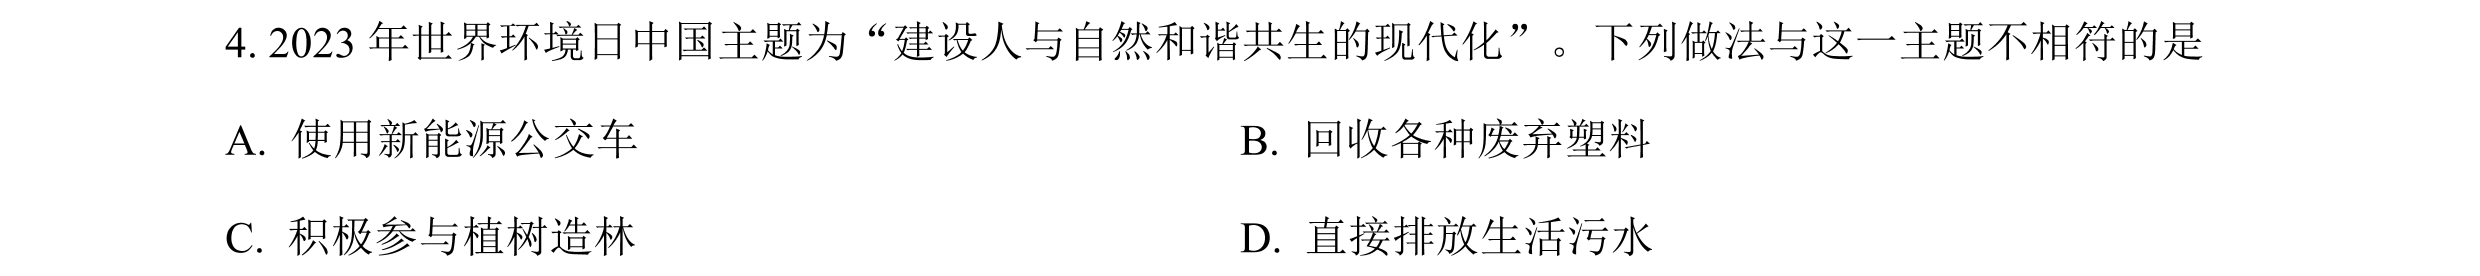 4. 2023 年世界环境日中国主题为“建设人与自然和谐共生的现代化”。下列做法与这一主题不相符的是
A. 使用新能源公交车 B. 回收各种废弃塑料
C. 积极参与植树造林 D. 直接排放生活污水